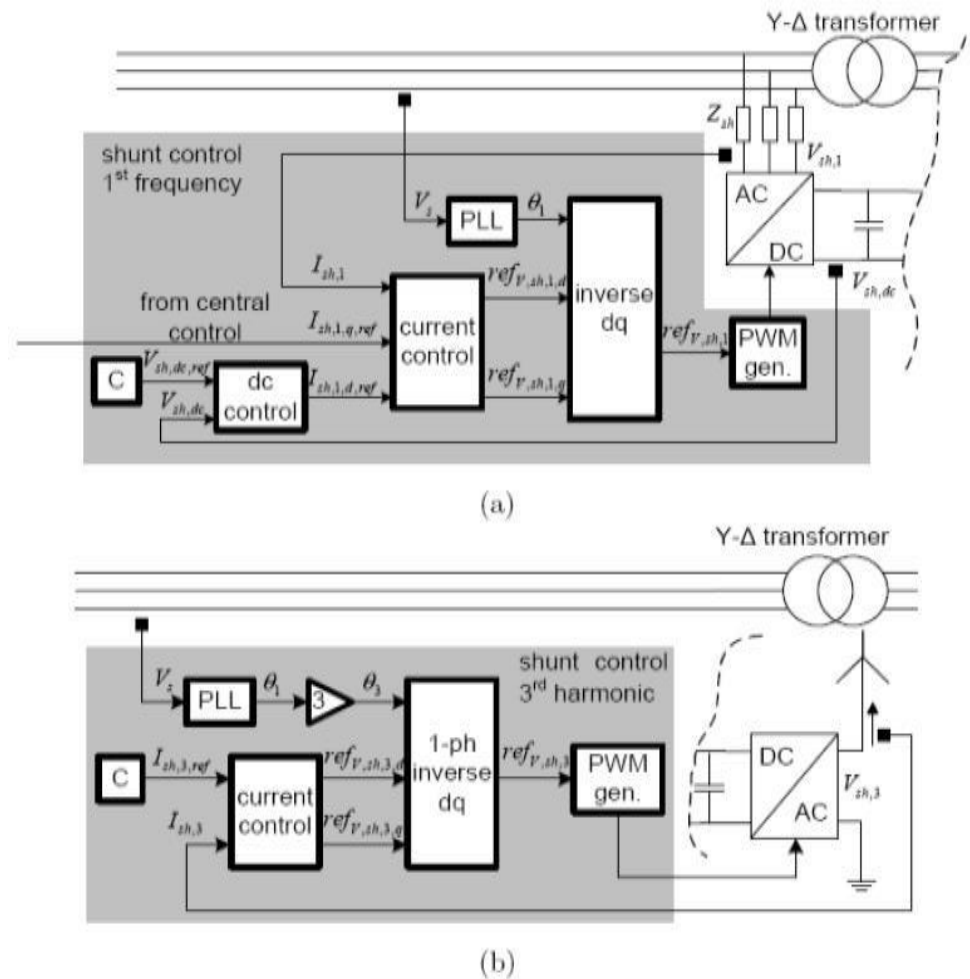 Y-Δ transformer
Z_sh
V_sh,1
shunt control
1st frequency
AC
DC
V_s
PLL
θ_1
I_sh,1
ref_V,sh,1,d
inverse
dq
V_sh,dc
from central
control
I_sh,1,q,ref
current
control
ref_V,sh,1
PWM
gen.
C
V_sh,dc,ref
dc
control
I_sh,1,d,ref
ref_V,sh,1,q
V_sh,dc
(a)
Y-Δ transformer
shunt control
3rd harmonic
V_s
PLL
θ_1
3
θ_3
1-ph
inverse
dq
ref_V,sh,3
PWM
gen.
DC
AC
V_sh,3
C
I_sh,3,ref
current
control
ref_V,sh,3,d
I_sh,3
ref_V,sh,3,q
(b)